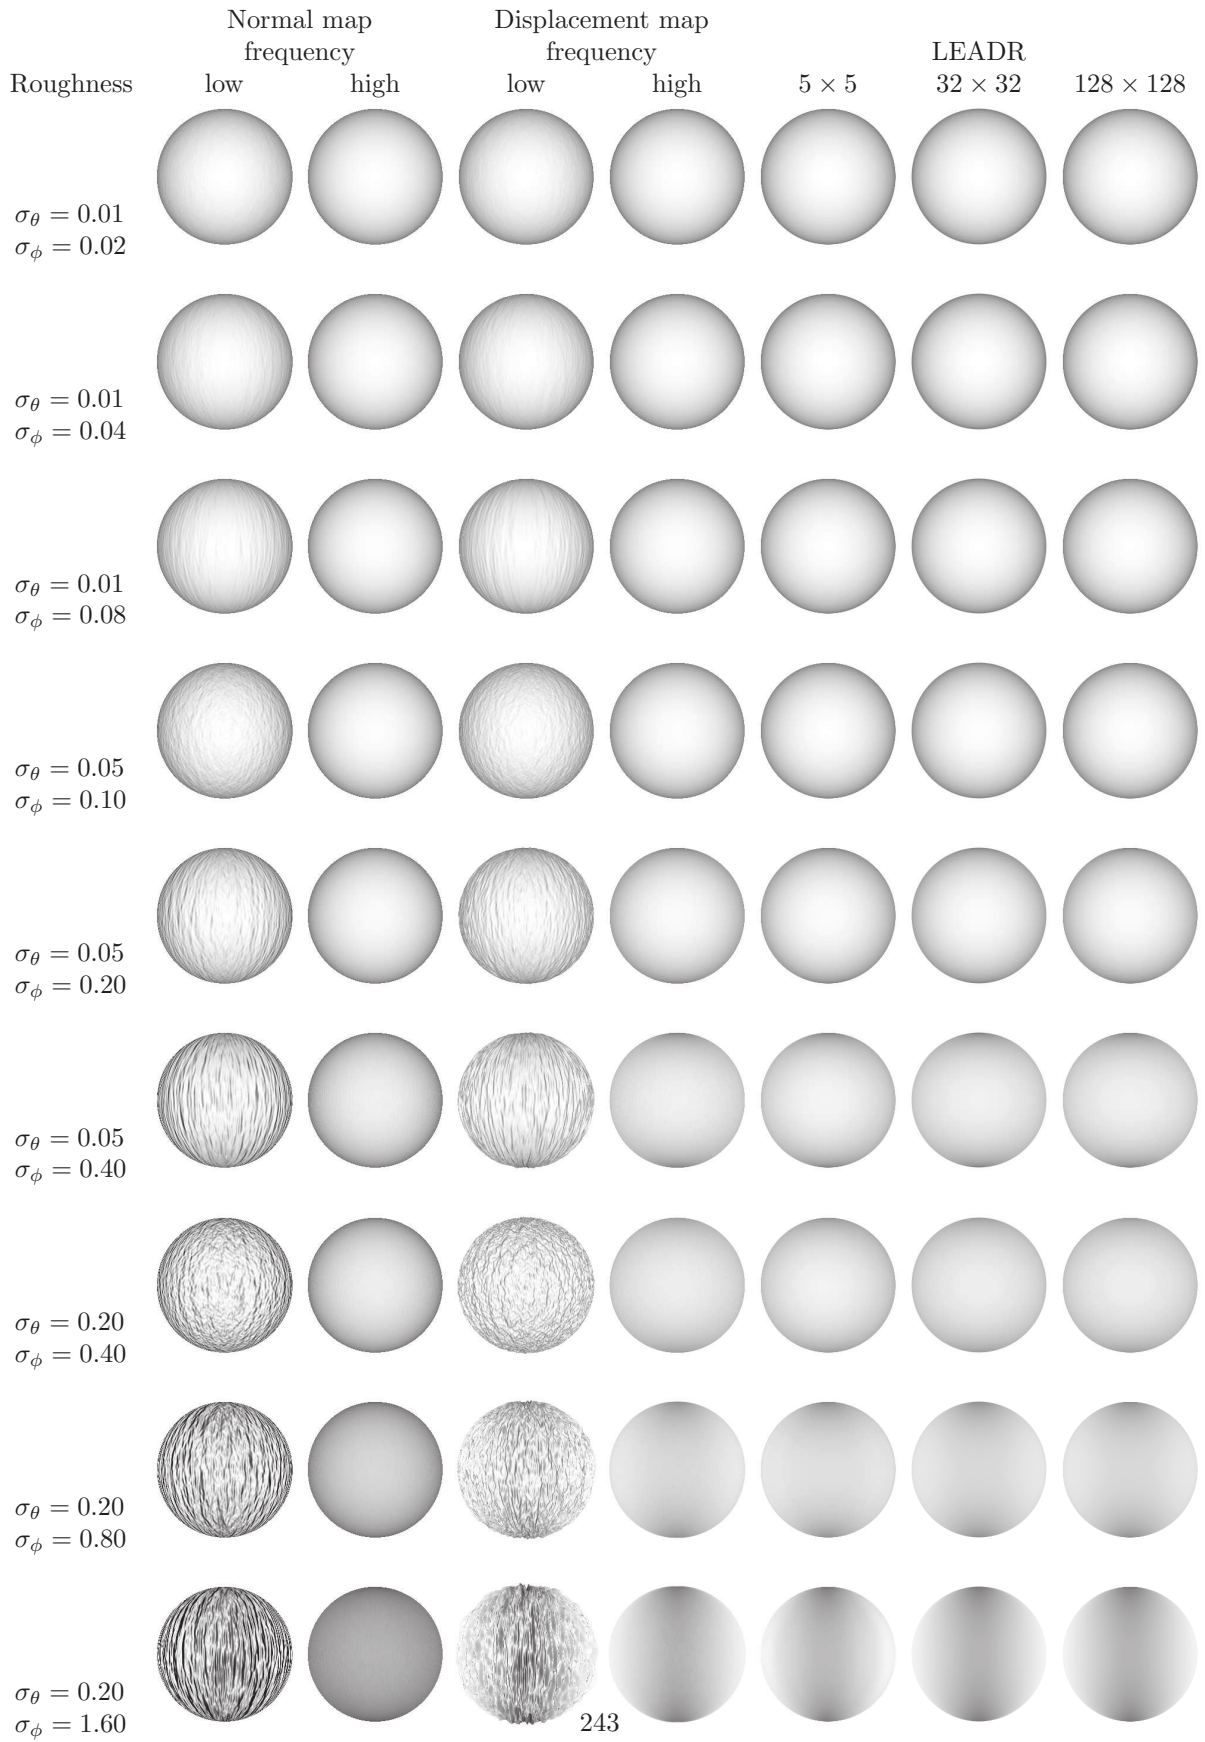 Normal map Displacement map
frequency frequency LEADR
Roughness low high low high 5 × 5 32 × 32 128 × 128
σθ = 0.01
σϕ = 0.02
σθ = 0.01
σϕ = 0.04
σθ = 0.01
σϕ = 0.08
σθ = 0.05
σϕ = 0.10
σθ = 0.05
σϕ = 0.20
σθ = 0.05
σϕ = 0.40
σθ = 0.20
σϕ = 0.40
σθ = 0.20
σϕ = 0.80
σθ = 0.20
σϕ = 1.60
243